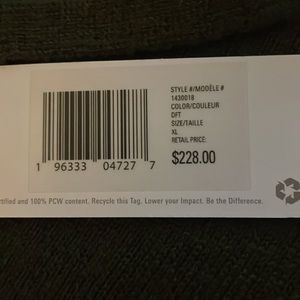 STYLE #/MODÈLE #
1430018
COLOR/COULEUR
DFT
SIZE/TAILLE
XL
RETAIL PRICE:
$228.00
1 96333 04727 7
rtified and 100% PCW content. Recycle this Tag. Lower your Impact. Be the Difference.